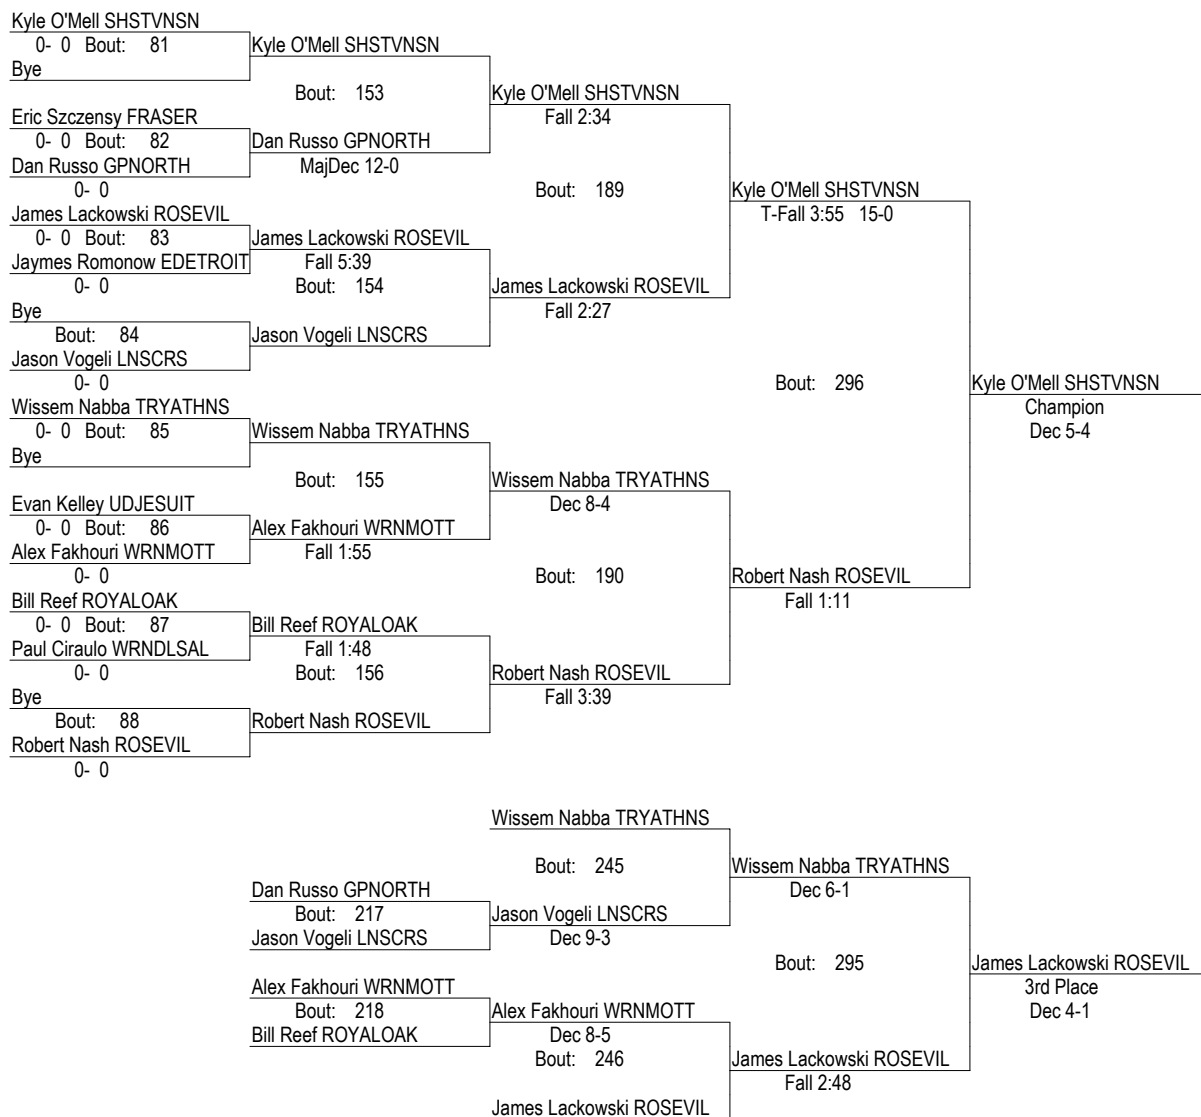 Kyle O'Mell SHSTVNSN
0- 0 Bout: 81
Kyle O'Mell SHSTVNSN
Bye
Bout: 153
Kyle O'Mell SHSTVNSN
Eric Szczensy FRASER
Fall 2:34
0- 0 Bout: 82
Dan Russo GPNORTH
Dan Russo GPNORTH
MajDec 12-0
0- 0
Bout: 189
Kyle O'Mell SHSTVNSN
James Lackowski ROSEVIL
T-Fall 3:55 15-0
0- 0 Bout: 83
James Lackowski ROSEVIL
Jaymes Romonow EDETROIT
Fall 5:39
0- 0
Bout: 154
James Lackowski ROSEVIL
Bye
Fall 2:27
Bout: 84
Jason Vogeli LNSCRS
Jason Vogeli LNSCRS
0- 0
Bout: 296
Kyle O'Mell SHSTVNSN
Wissem Nabba TRYATHNS
Champion
0- 0 Bout: 85
Wissem Nabba TRYATHNS
Dec 5-4
Bye
Bout: 155
Wissem Nabba TRYATHNS
Evan Kelley UDJESUIT
Dec 8-4
0- 0 Bout: 86
Alex Fakhouri WRNMOTT
Alex Fakhouri WRNMOTT
Fall 1:55
0- 0
Bout: 190
Robert Nash ROSEVIL
Bill Reef ROYALOAK
Fall 1:11
0- 0 Bout: 87
Bill Reef ROYALOAK
Paul Ciraulo WRNDLSAL
Fall 1:48
0- 0
Bout: 156
Robert Nash ROSEVIL
Bye
Fall 3:39
Bout: 88
Robert Nash ROSEVIL
Robert Nash ROSEVIL
0- 0
Wissem Nabba TRYATHNS
Bout: 245
Wissem Nabba TRYATHNS
Dan Russo GPNORTH
Dec 6-1
Bout: 217
Jason Vogeli LNSCRS
Jason Vogeli LNSCRS
Dec 9-3
Bout: 295
James Lackowski ROSEVIL
Alex Fakhouri WRNMOTT
3rd Place
Bout: 218
Alex Fakhouri WRNMOTT
Dec 4-1
Bill Reef ROYALOAK
Dec 8-5
Bout: 246
James Lackowski ROSEVIL
Fall 2:48
James Lackowski ROSEVIL